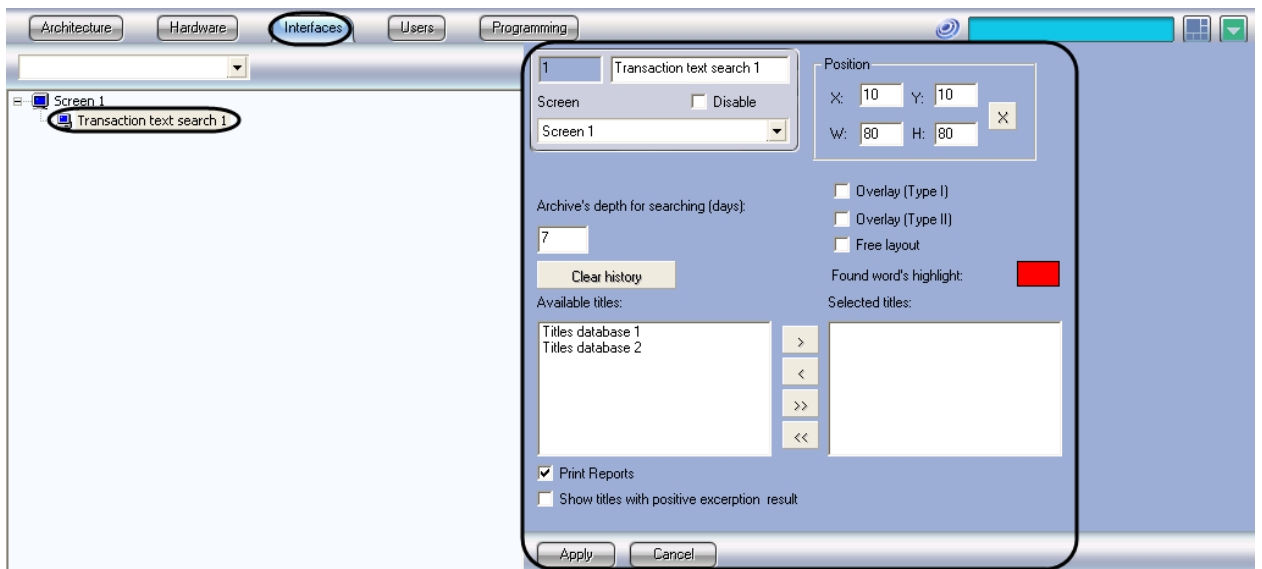 Architecture Hardware Interfaces Users Programming
Screen 1
Transaction text search 1
1 Transaction text search 1
Screen Disable
Screen 1
Position
X: 10 Y: 10
W: 80 H: 80
X
Archive's depth for searching (days):
7
Clear history
Overlay (Type I)
Overlay (Type II)
Free layout
Found word's highlight:
Available titles:
Titles database 1
Titles database 2
>
<
>>
<<
Selected titles:
Print Reports
Show titles with positive excerption result
Apply Cancel